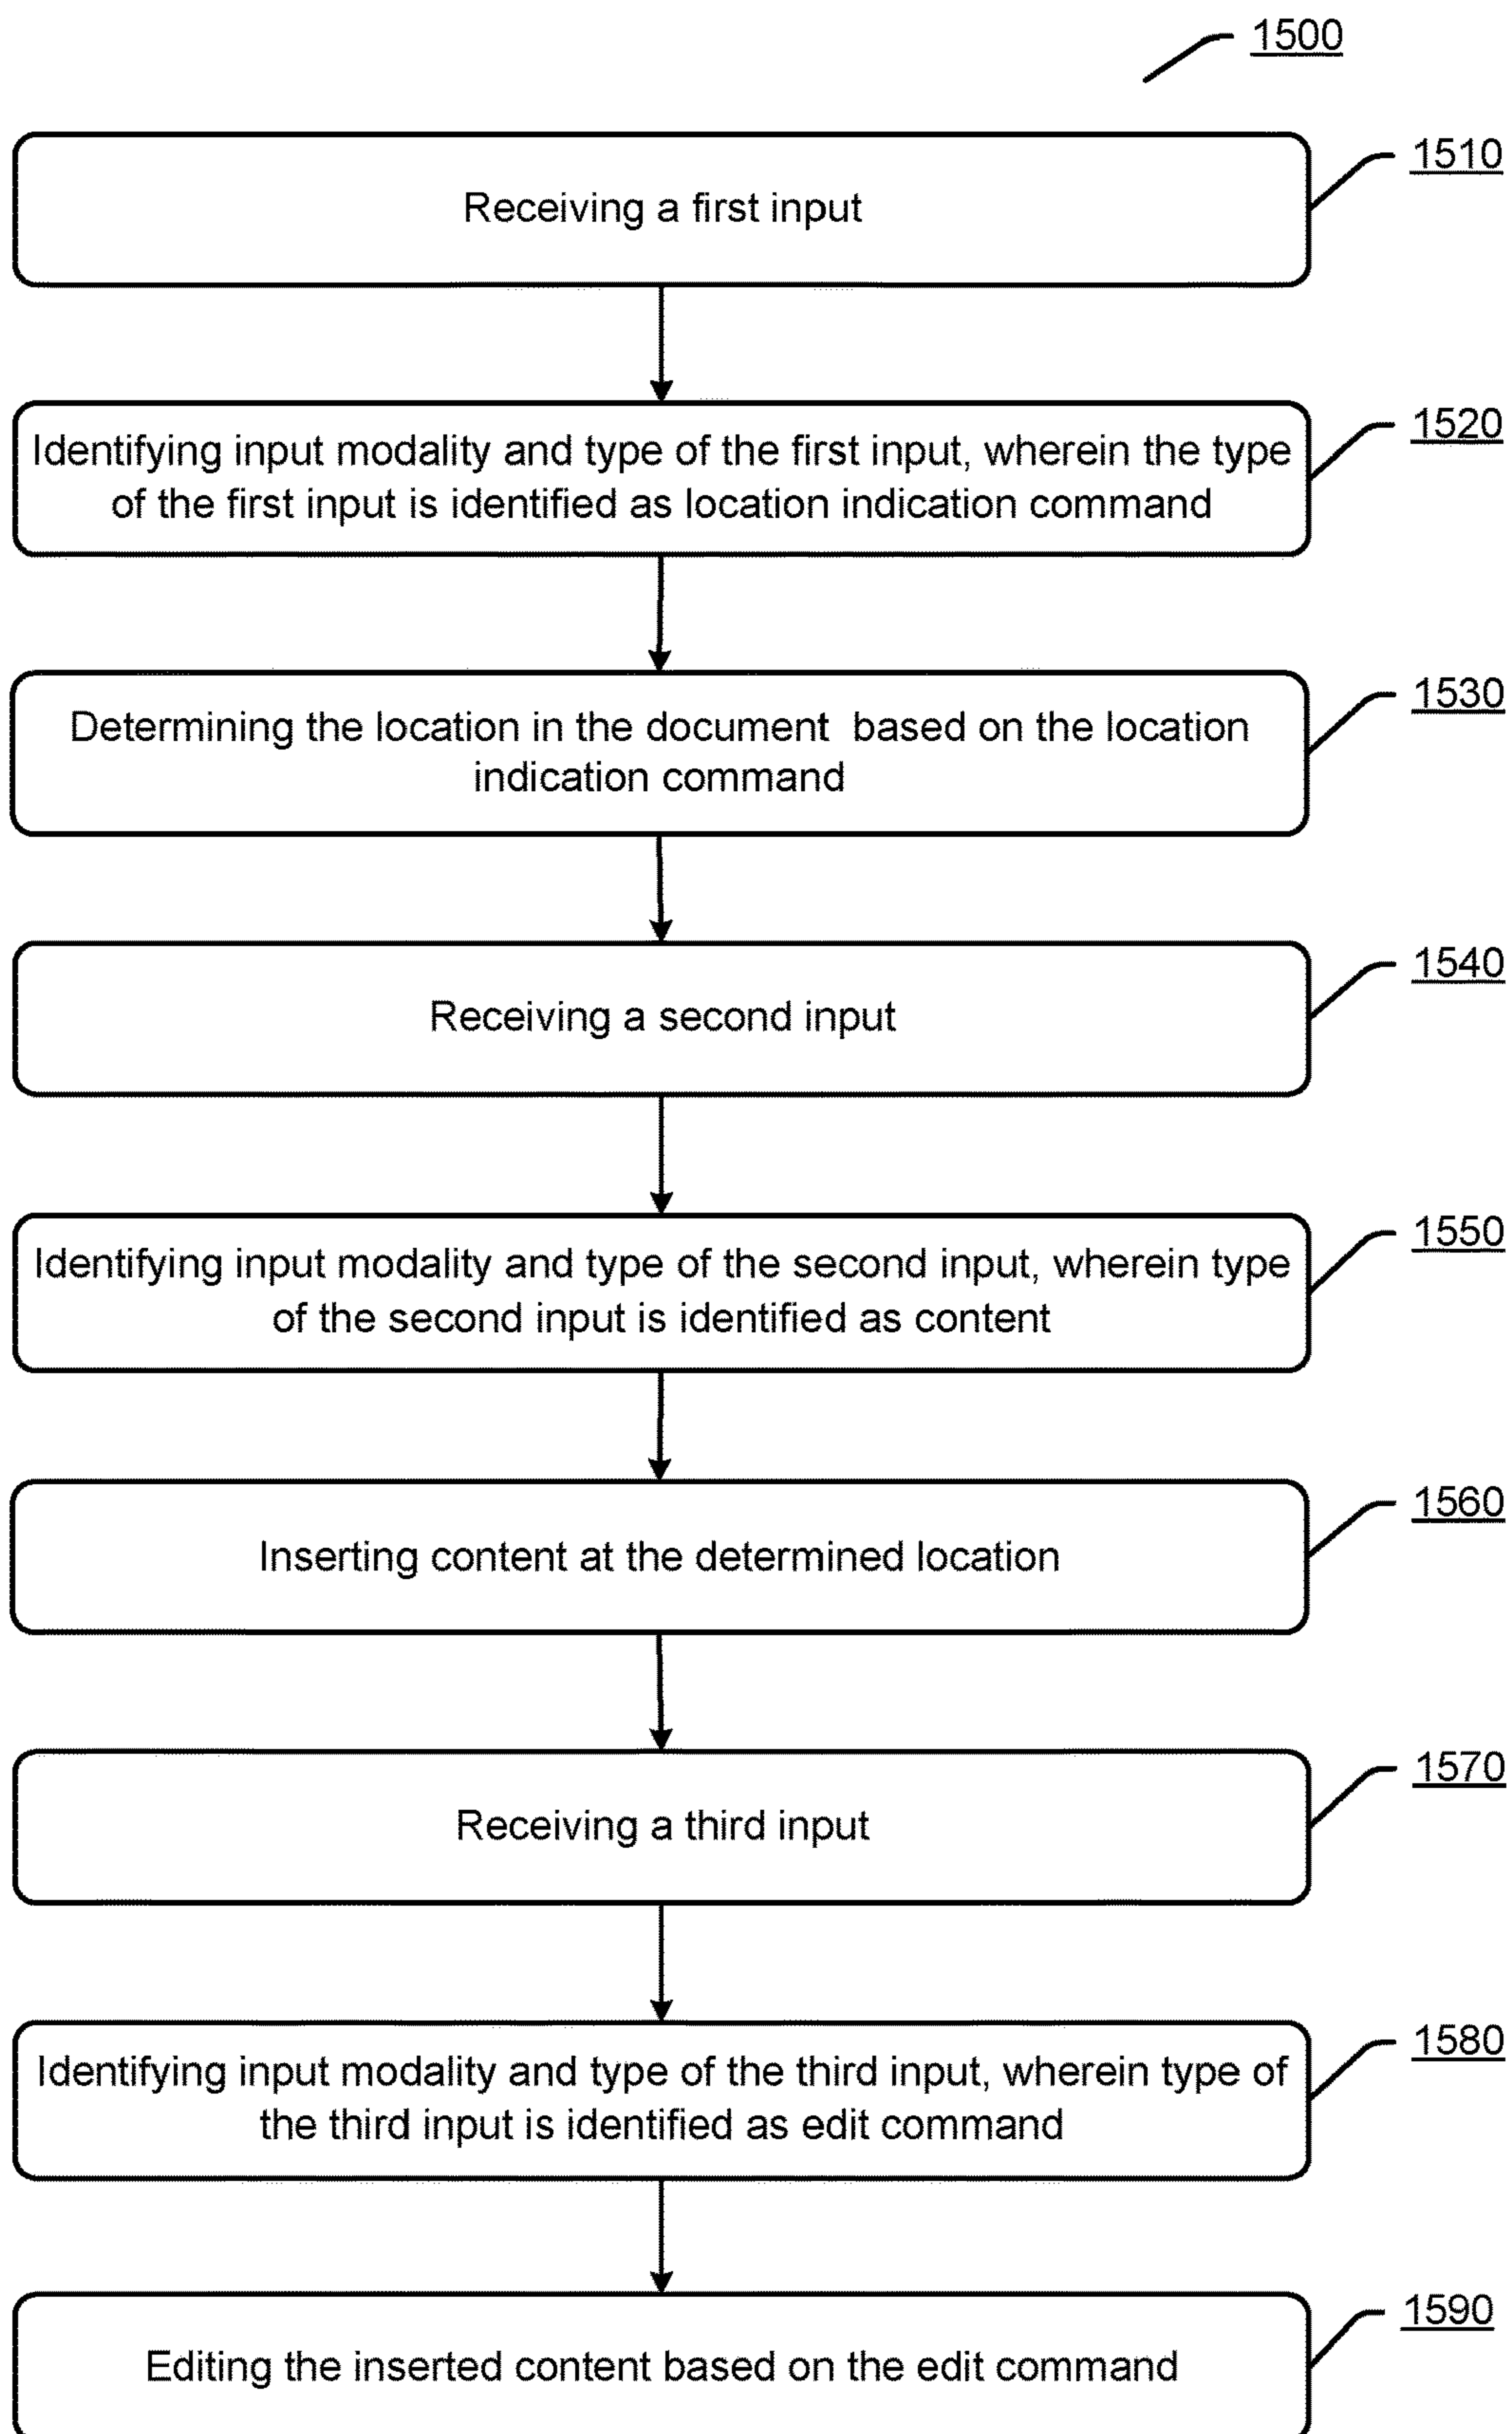 1500
Receiving a first input
1510
Identifying input modality and type of the first input, wherein the type
of the first input is identified as location indication command
1520
Determining the location in the document  based on the location
indication command
1530
Receiving a second input
1540
Identifying input modality and type of the second input, wherein type
of the second input is identified as content
1550
Inserting content at the determined location
1560
Receiving a third input
1570
Identifying input modality and type of the third input, wherein type of
the third input is identified as edit command
1580
Editing the inserted content based on the edit command
1590